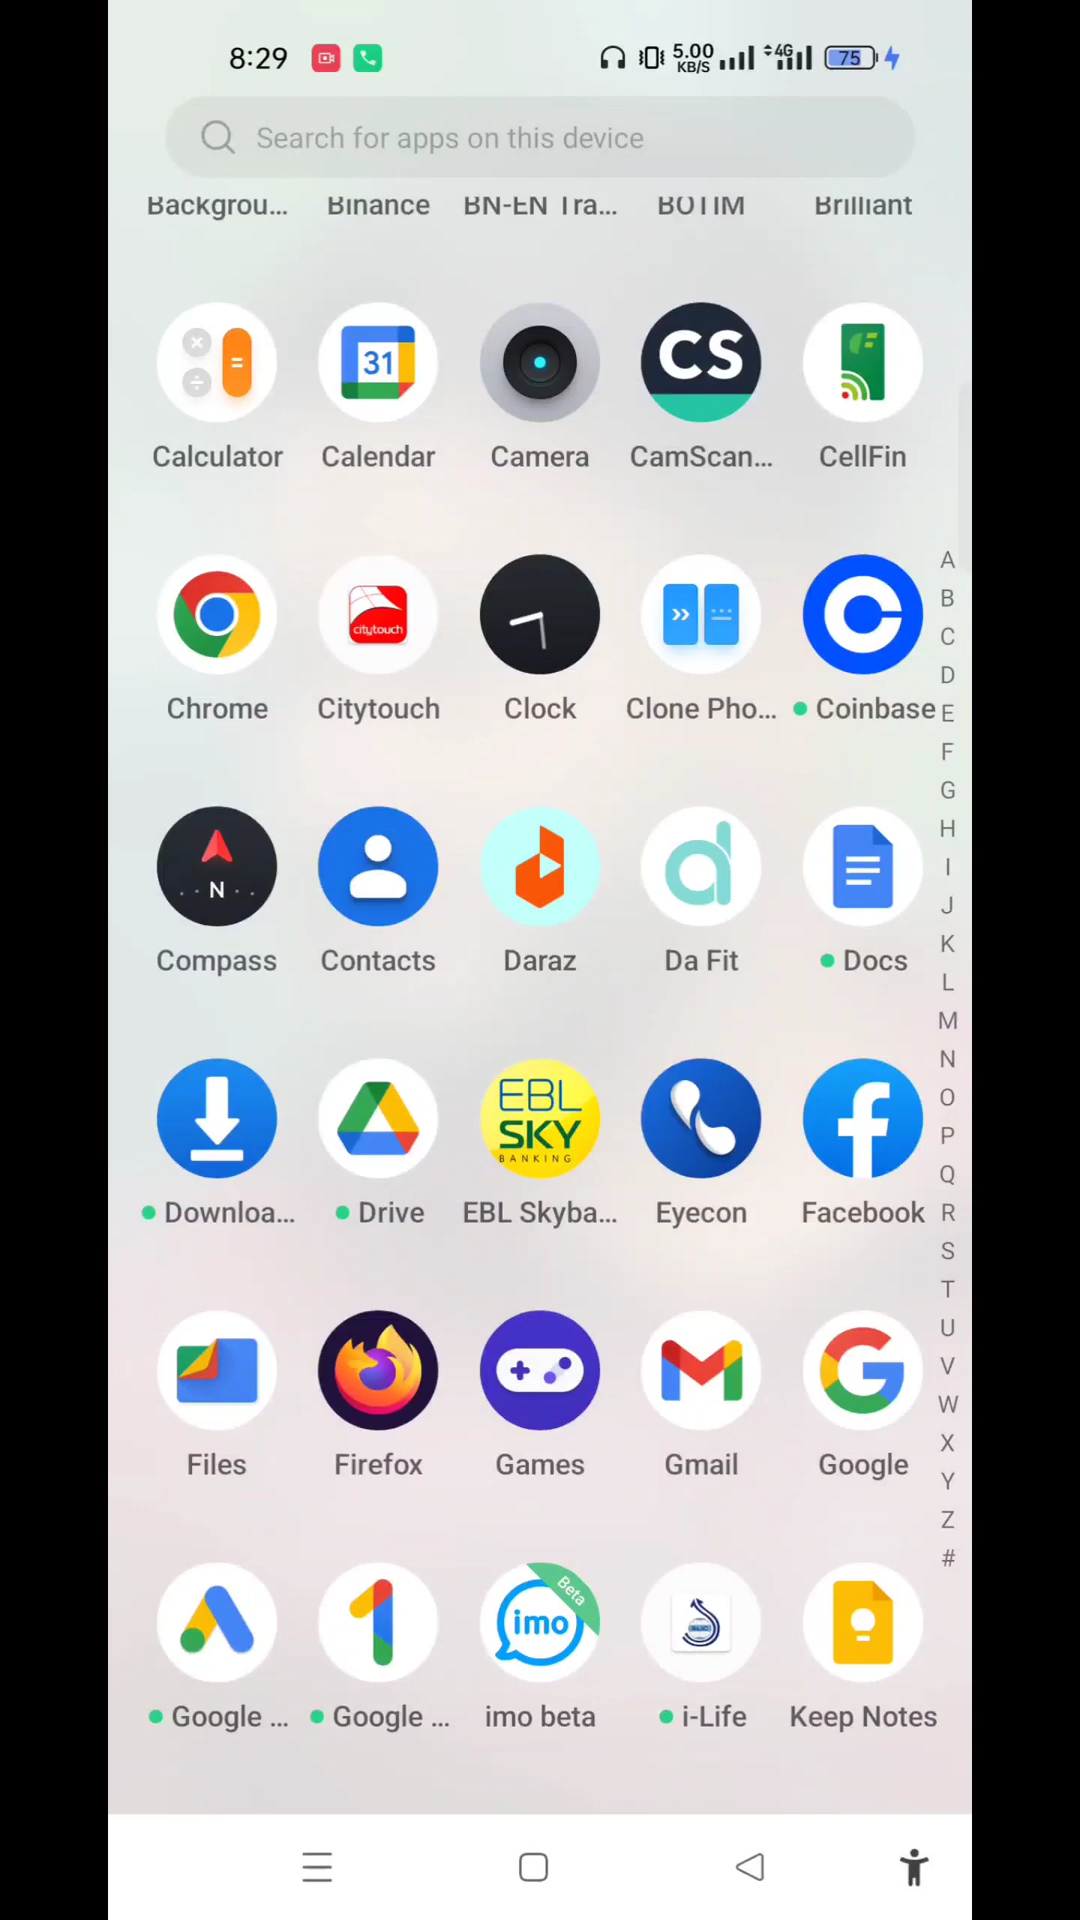 8:29 5.00 KB/S 4G 75
Search for apps on this device
Backgrou... Binance BN-EN Tra... BOTIM Brilliant
31 CS
Calculator Calendar Camera CamScan... CellFin
citytouch
Chrome Citytouch Clock Clone Pho... Coinbase
N
Compass Contacts Daraz Da Fit Docs
EBL
SKY
BANKING
Downloa... Drive EBL Skyba... Eyecon Facebook
Files Firefox Games Gmail Google
Beta
imo
Google ... Google ... imo beta i-Life Keep Notes
A
B
C
D
E
F
G
H
I
J
K
L
M
N
O
P
Q
R
S
T
U
V
W
X
Y
Z
#